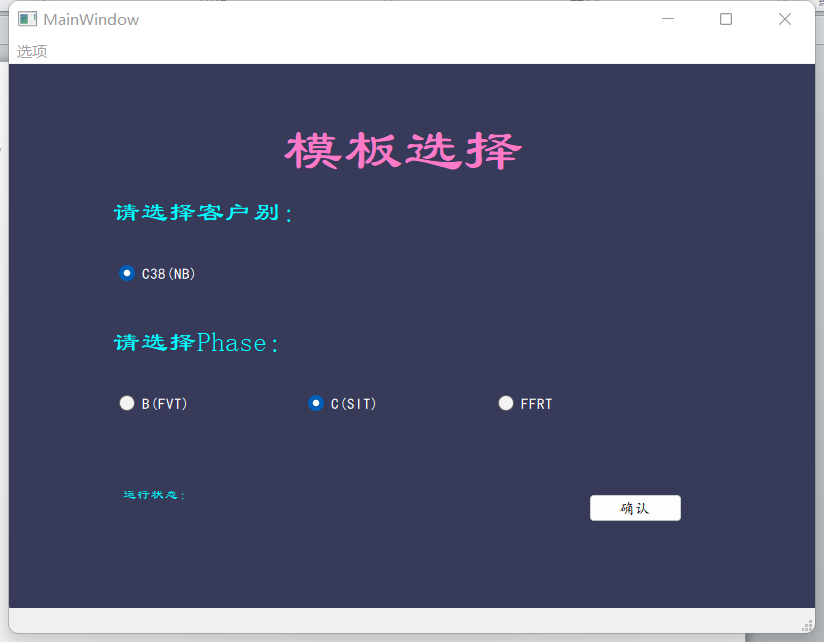 MainWindow
选项
模板选择
请选择客户别：
C38(NB)
请选择Phase：
B(FVT) C(SIT) FFRT
运行状态：
确认